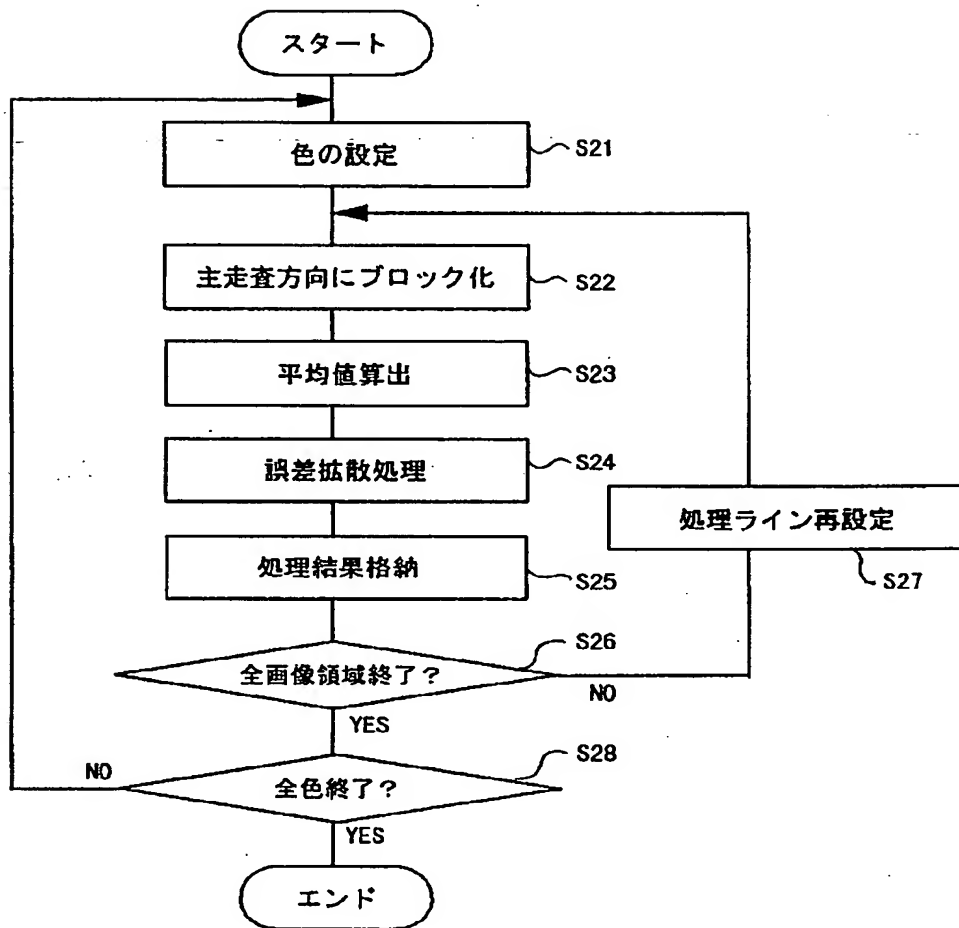 スタート
色の設定
S21
主走査方向にブロック化
S22
平均値算出
S23
誤差拡散処理
S24
処理ライン再設定
S27
処理結果格納
S25
全画像領域終了?
S26
NO
YES
全色終了?
S28
NO
YES
エンド